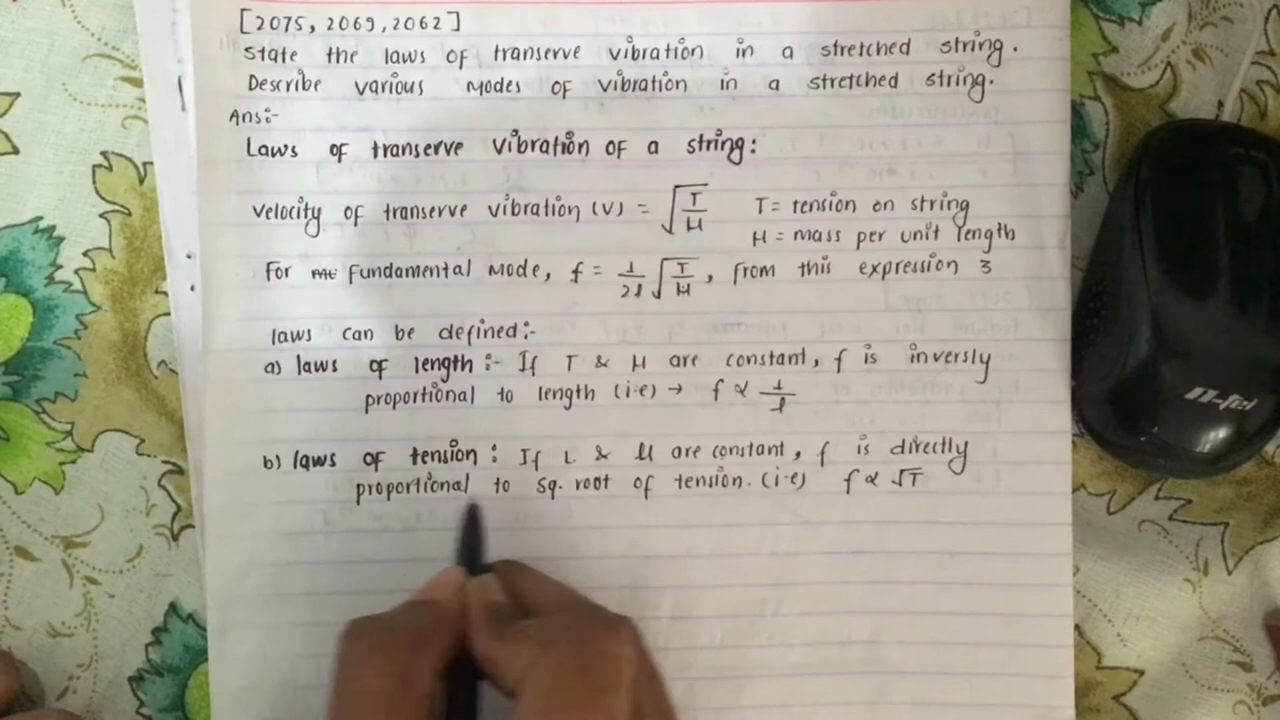 [2075, 2069, 2062]
State the laws of transerve vibration in a stretched string.
Describe various Modes of vibration in a stretched string.
Ans:-
Laws of transerve vibration of a string:
velocity of transerve vibration (v) = √(T/μ) T = tension on string
μ = mass per unit length
For fundamental Mode, f = 1/2l √(T/μ), from this expression 3
laws can be defined:-
a) laws of length :- If T & μ are constant, f is inversly
proportional to length (i.e) → f ∝ 1/l
b) laws of tension : If L & μ are constant, f is directly
proportional to sq. root of tension. (i-e) f ∝ √T